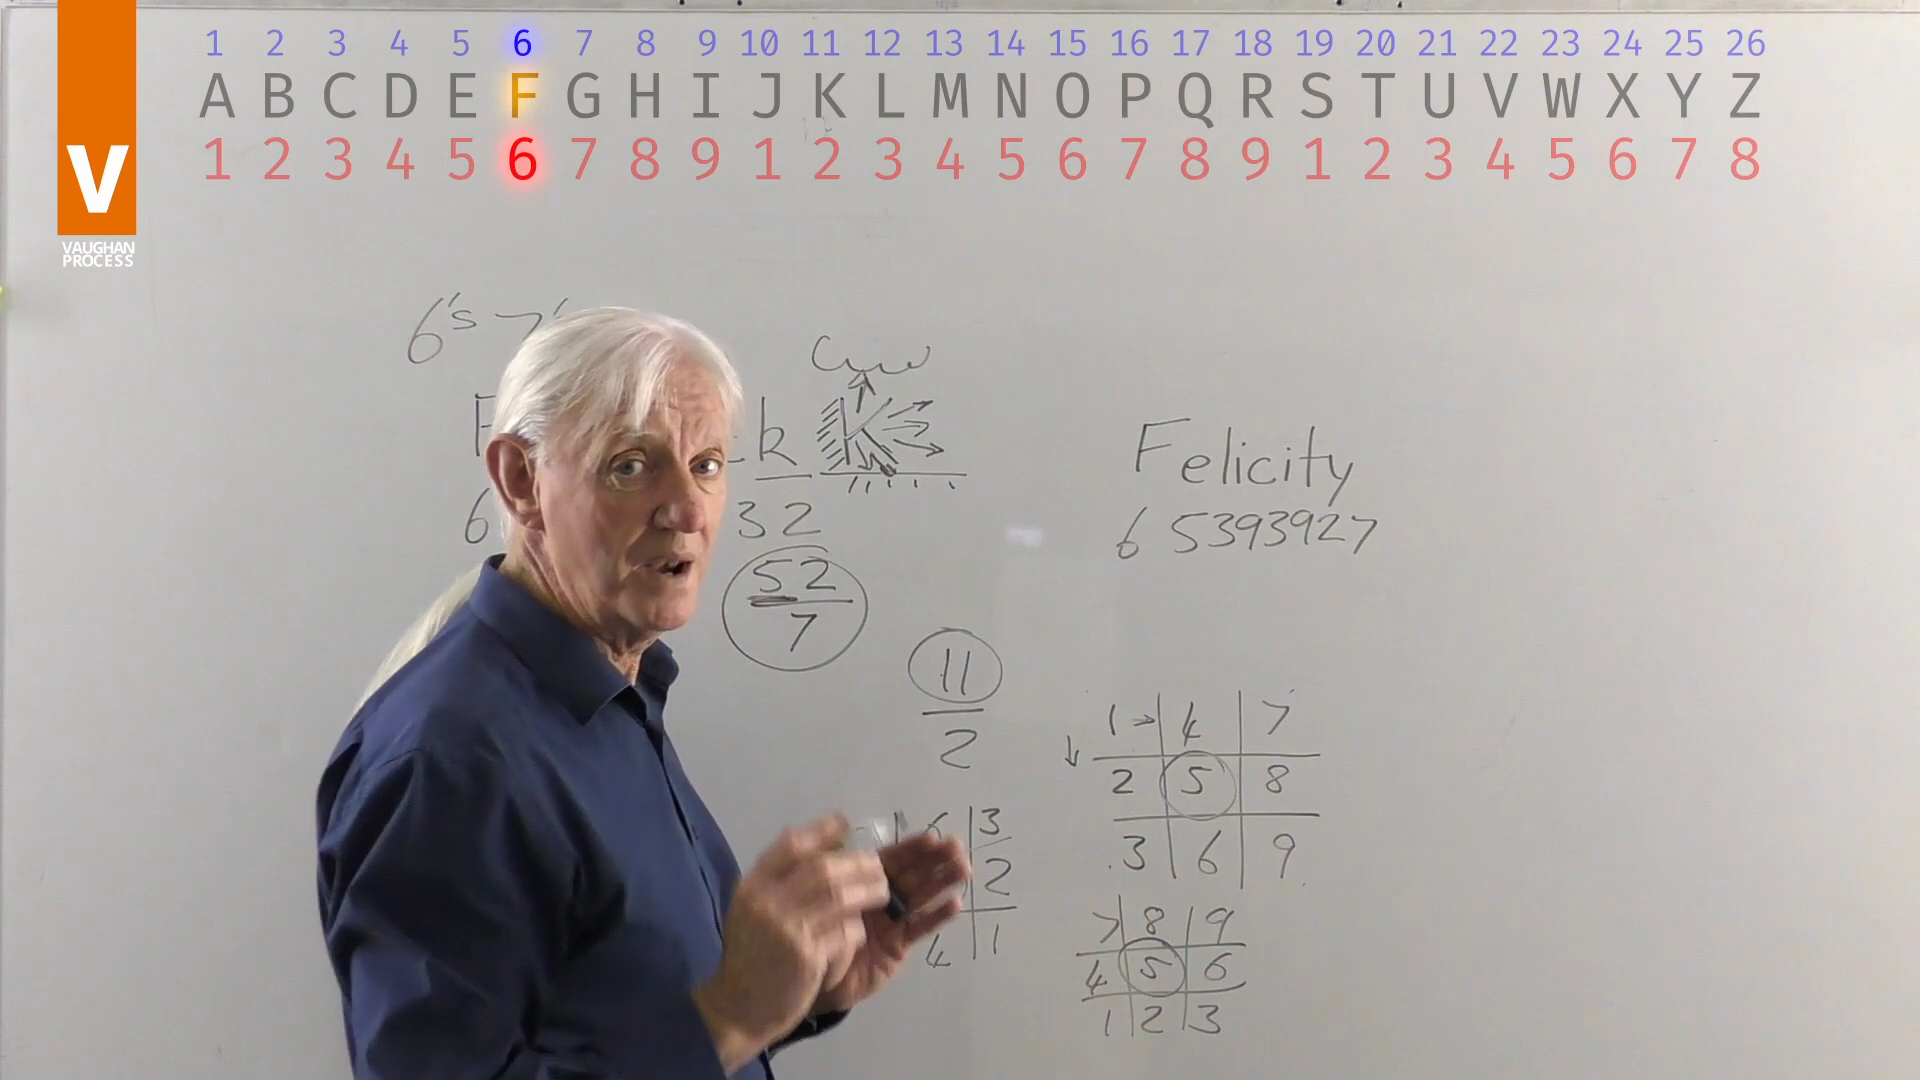 1 2 3 4 5 6 7 8 9 10 11 12 13 14 15 16 17 18 19 20 21 22 23 24 25 26
A B C D E F G H I J K L M N O P Q R S T U V W X Y Z
1 2 3 4 5 6 7 8 9 1 2 3 4 5 6 7 8 9 1 2 3 4 5 6 7 8
V
VAUGHAN
PROCESS
6's 7'
F k K
6 32
52
7
Felicity
6 5393927
11
2
6 3
2
4 1
1 4 7
2 5 8
3 6 9
7 8 9
4 5 6
1 2 3